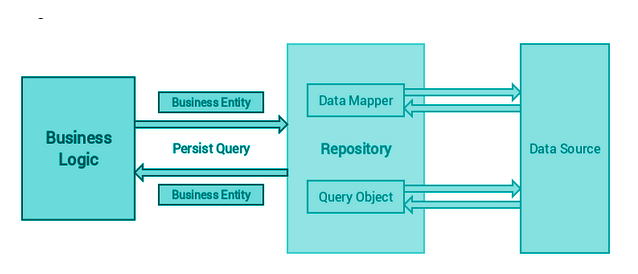 Business Entity
Data Mapper
Business
Logic
Persist Query
Repository
Data Source
Business Entity
Query Object